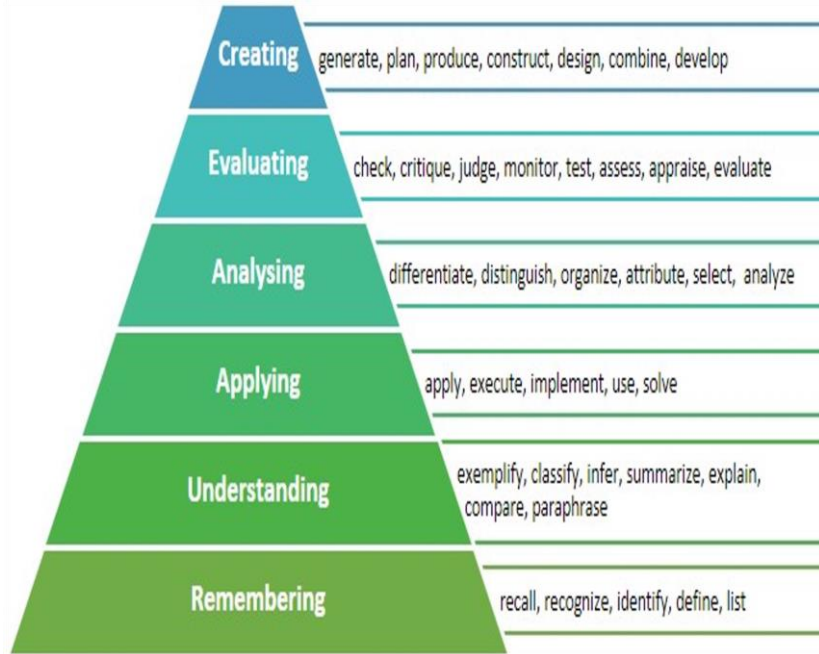 Creating
generate, plan, produce, construct, design, combine, develop
Evaluating
check, critique, judge, monitor, test, assess, appraise, evaluate
Analysing
differentiate, distinguish, organize, attribute, select, analyze
Applying
apply, execute, implement, use, solve
Understanding
exemplify, classify, infer, summarize, explain,
compare, paraphrase
Remembering
recall, recognize, identify, define, list